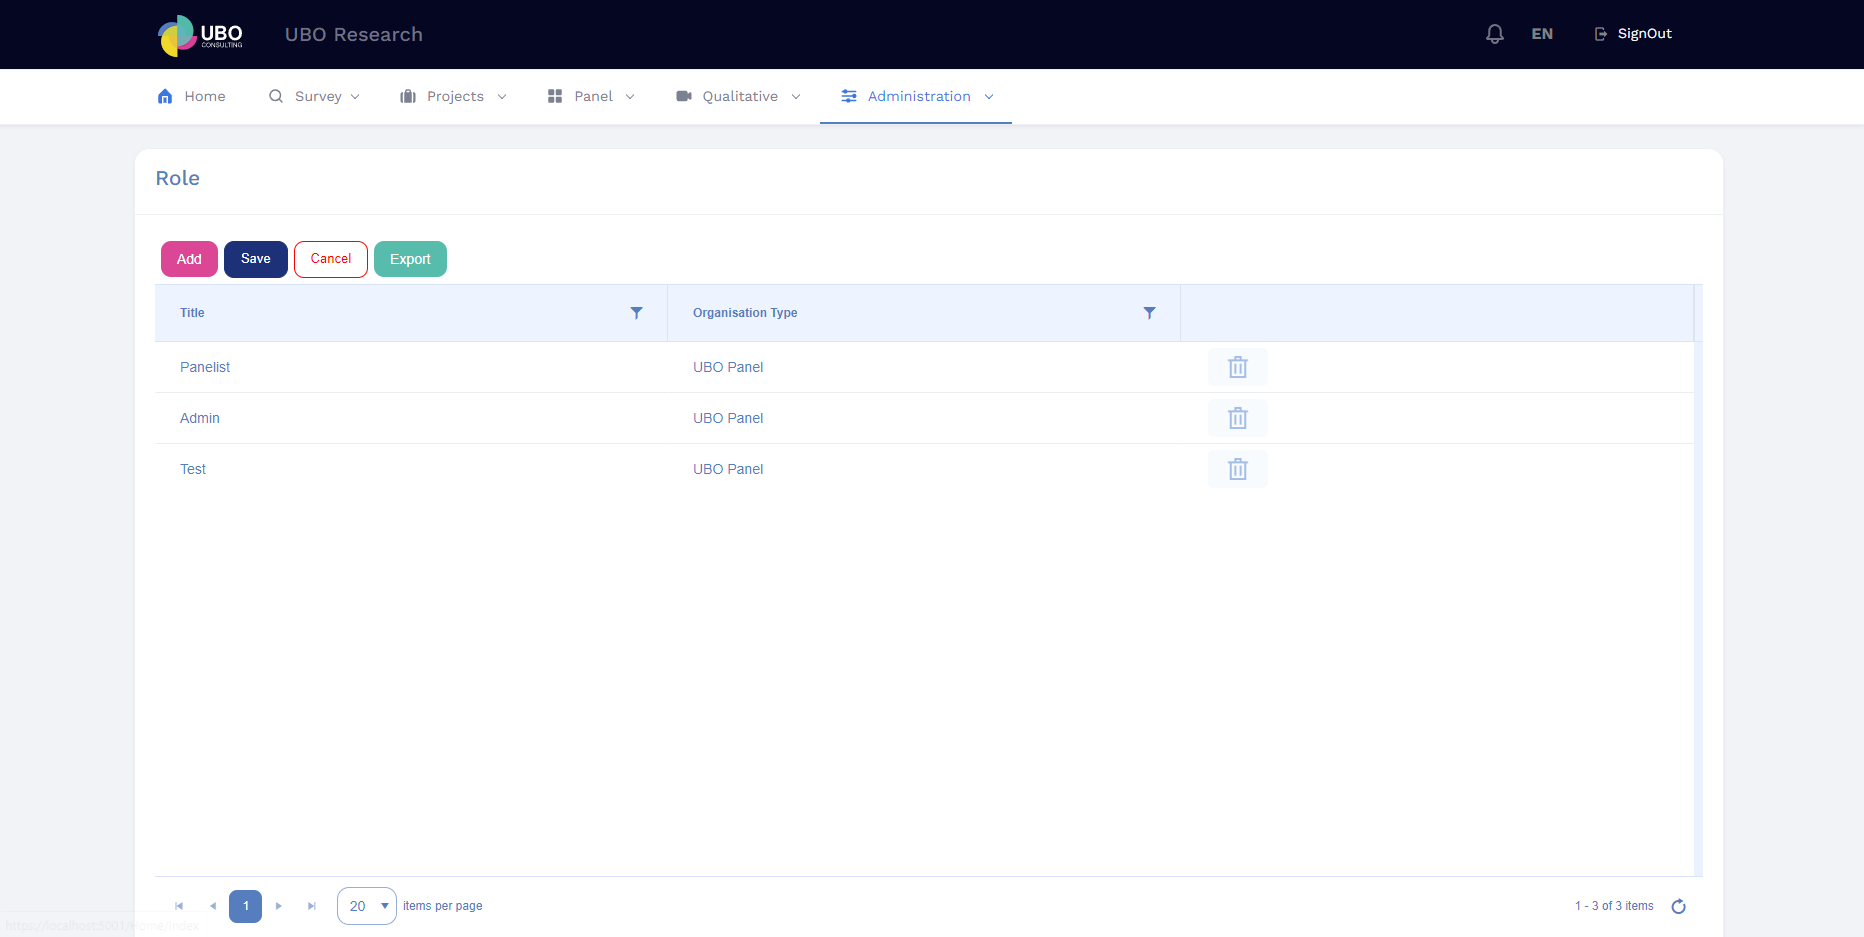 UBO
CONSULTING
UBO Research
EN
SignOut
Home
Survey
Projects
Panel
Qualitative
Administration
Role
Add
Save
Cancel
Export
Title
Organisation Type
Panelist
UBO Panel
Admin
UBO Panel
Test
UBO Panel
1
20
items per page
1 - 3 of 3 items
https://localhost:5001/Home/Index